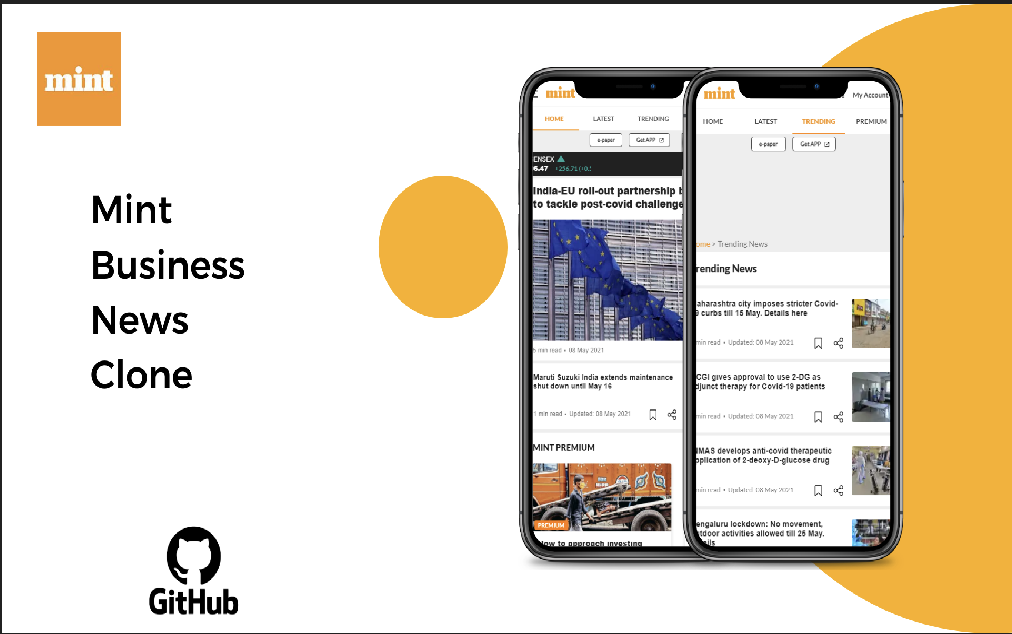 mint
Mint
Business
News
Clone
GitHub
mint
HOME LATEST TRENDING
e-paper Get APP
ENSEX
+256.71 (+0.
India-EU roll-out partnership
to tackle post-covid challenge
5 min read • 08 May 2021
Maruti Suzuki India extends maintenance
shut down until May 16
1 min read • Updated: 08 May 2021
MINT PREMIUM
PREMIUM
How to approach investing
mint My Account
HOME LATEST TRENDING PREMIUM
e-paper Get APP
ome > Trending News
rending News
aharashtra city imposes stricter Covid-
9 curbs till 15 May. Details here
min read • Updated: 08 May 2021
CGI gives approval to use 2-DG as
djunct therapy for Covid-19 patients
min read • Updated: 08 May 2021
NMAS develops anti-covid therapeutic
pplication of 2-deoxy-D-glucose drug
min read • Updated: 08 May 2021
engaluru lockdown: No movement,
tdoor activities allowed till 25 May.
ails